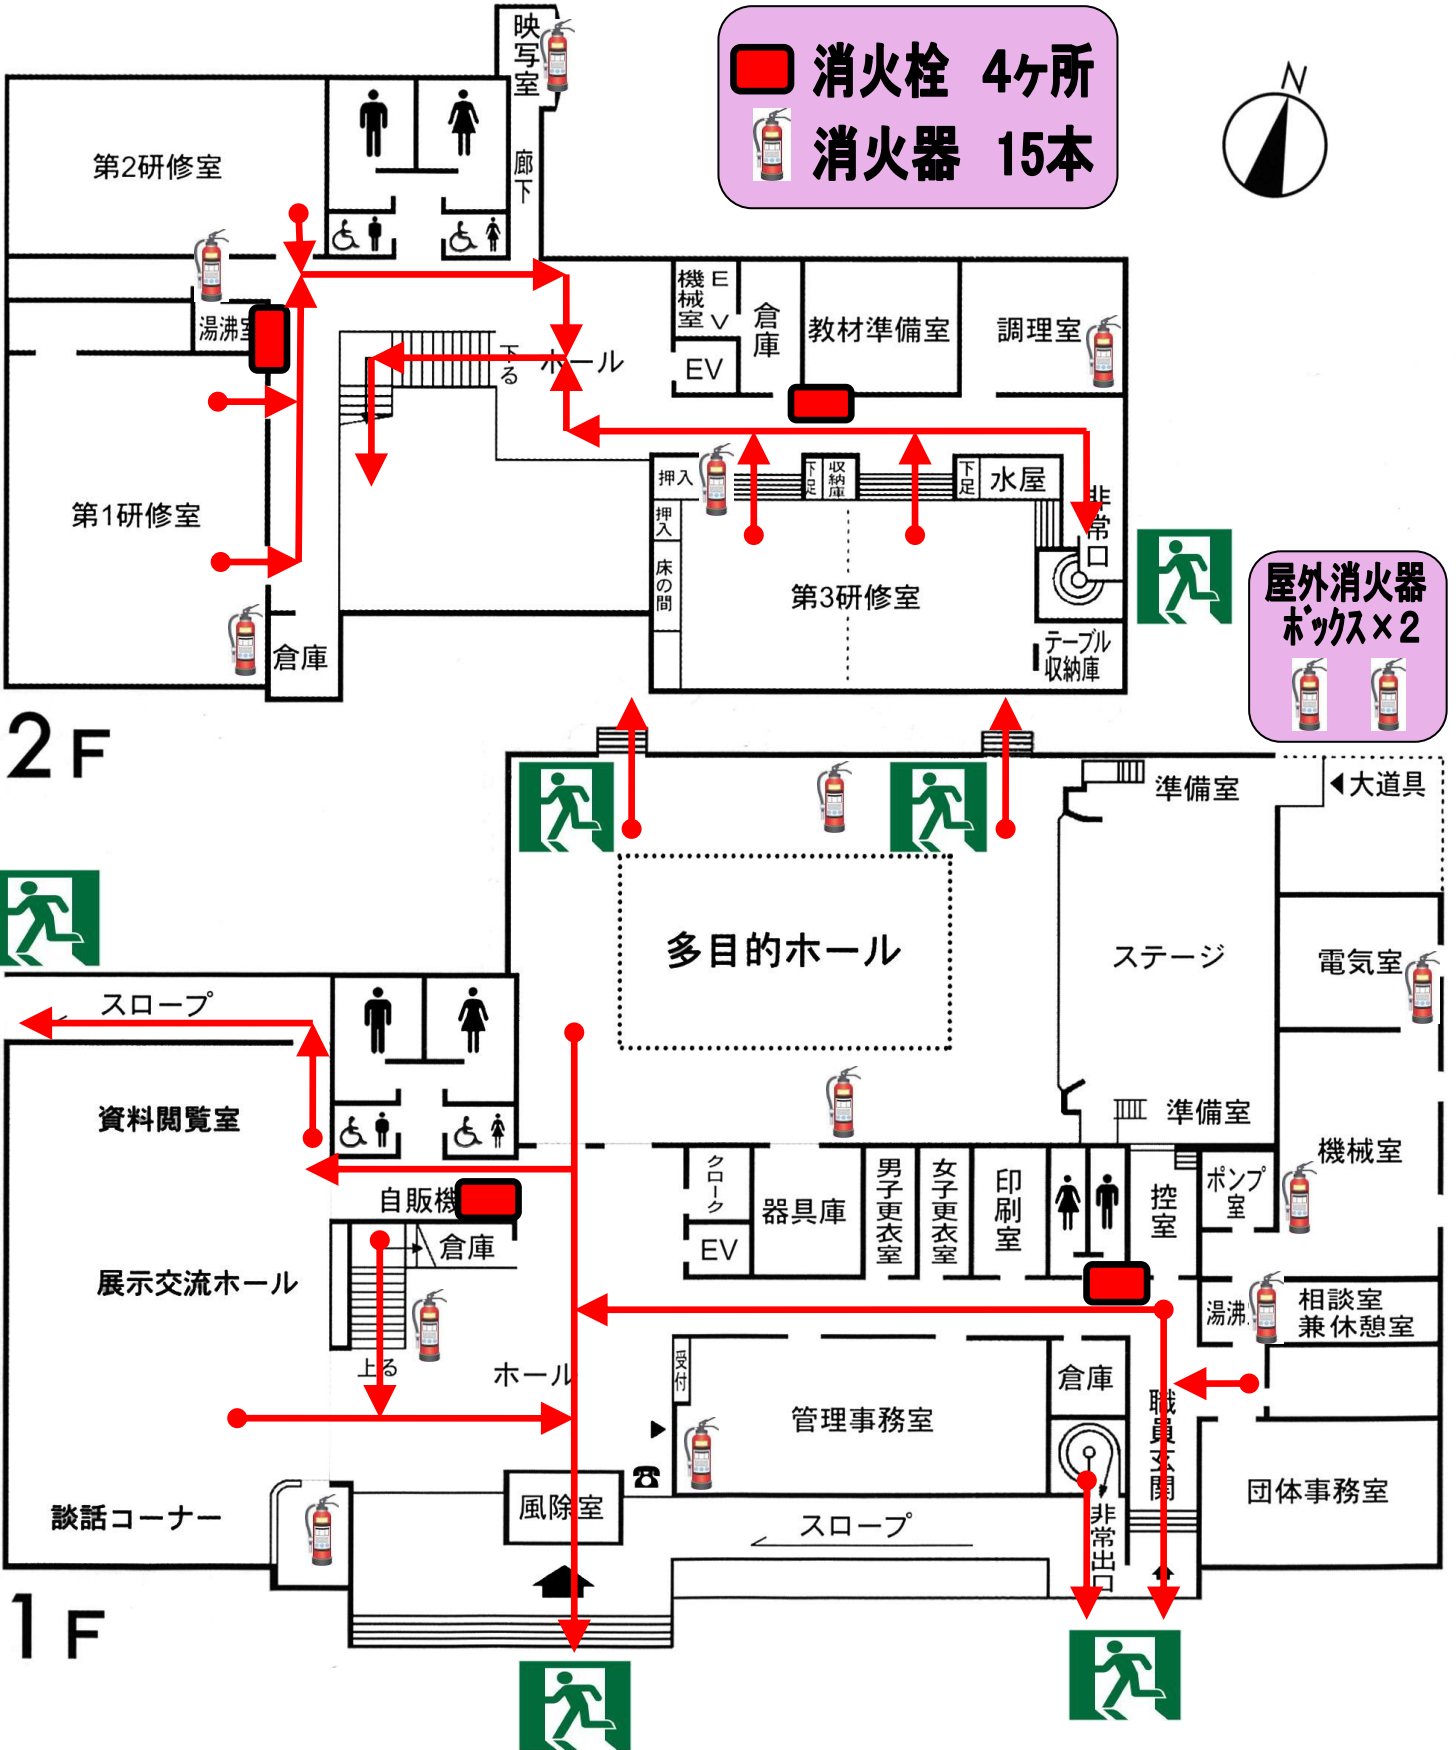 消火栓 4ヶ所
消火器 15本
N
映写室
廊下
第2研修室
湯沸室
第1研修室
倉庫
下る
ホール
機械室
EV
EV
倉庫
教材準備室
調理室
押入
下足
収納庫
下足
水屋
押入
床の間
第3研修室
非常口
テーブル
収納庫
屋外消火器
ボックス×2
2F
準備室
大道具
多目的ホール
ステージ
電気室
スロープ
資料閲覧室
準備室
機械室
自販機
クローク
EV
器具庫
男子更衣室
女子更衣室
印刷室
控室
ポンプ
室
倉庫
展示交流ホール
湯沸
相談室
兼休憩室
上る
ホール
受付
管理事務室
倉庫
職員玄関
団体事務室
談話コーナー
風除室
スロープ
非常出口
1F